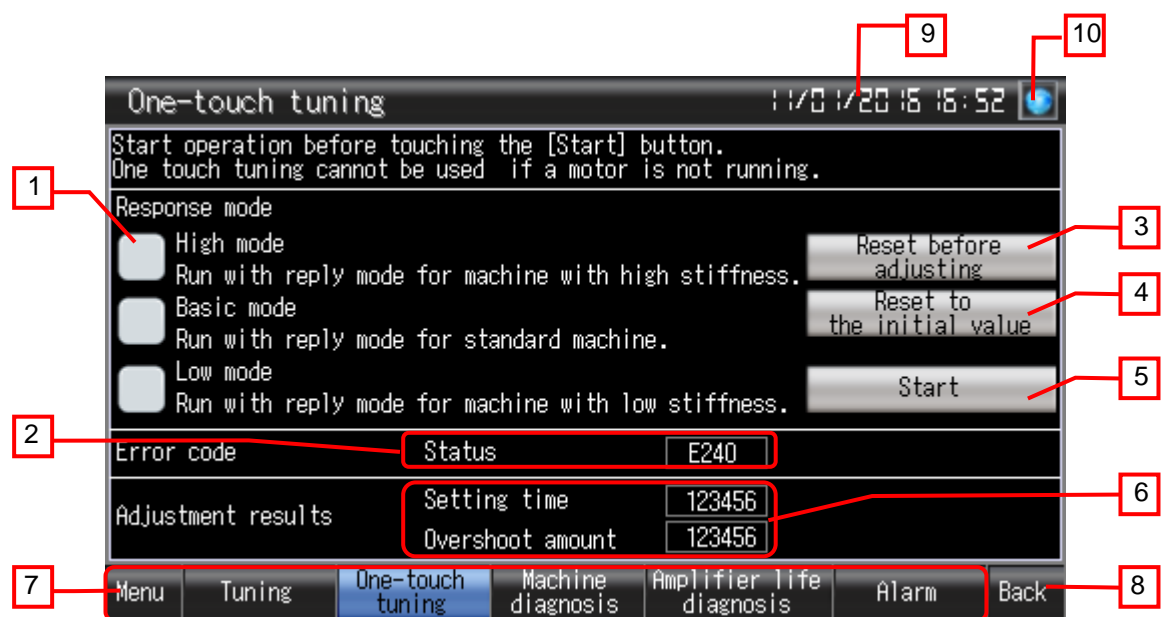 9
10
One-touch tuning
11/01/2016 16:52
Start operation before touching the [Start] button.
One touch tuning cannot be used if a motor is not running.
1
Response mode
High mode
Run with reply mode for machine with high stiffness.
Reset before
adjusting
3
Basic mode
Run with reply mode for standard machine.
Reset to
the initial value
4
Low mode
Run with reply mode for machine with low stiffness.
Start
5
2
Error code
Status
E240
Adjustment results
Setting time
123456
Overshoot amount
123456
6
7
Menu
Tuning
One-touch
tuning
Machine
diagnosis
Amplifier life
diagnosis
Alarm
Back
8